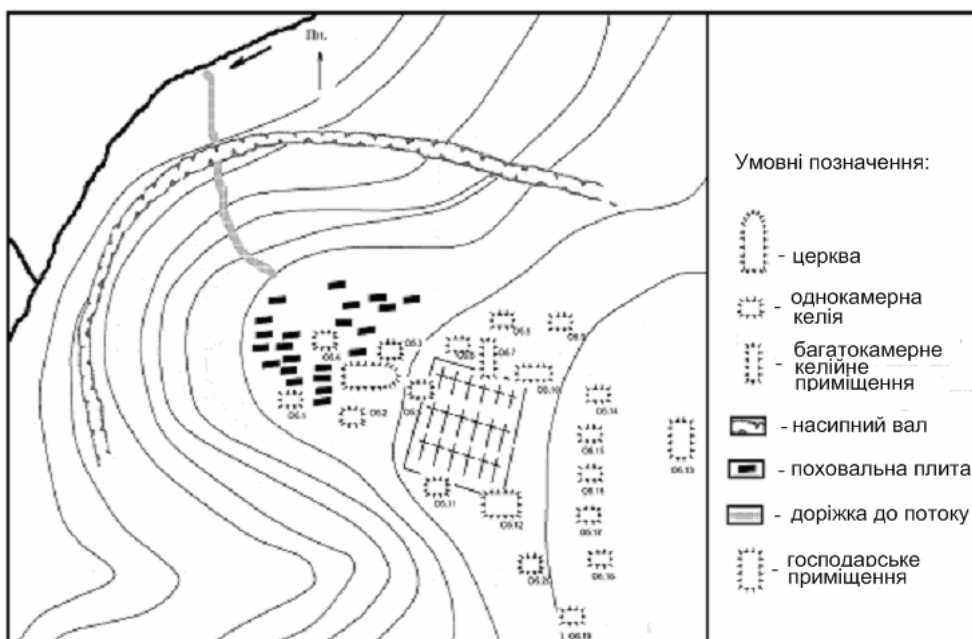 Пн.
Умовні позначення:
- церква
- однокамерна
келія
- багатокамерне
келійне
приміщення
- насипний вал
- поховальна плита
- доріжка до потоку
- господарське
приміщення
Об.5
Об.9
Об.3
Об.6
Об.7
Об.4
Об.10
Об.14
Об.1
Об.2
Об.15
Об.13
Об.16
Об.11
Об.12
Об.17
Об.20
Об.19